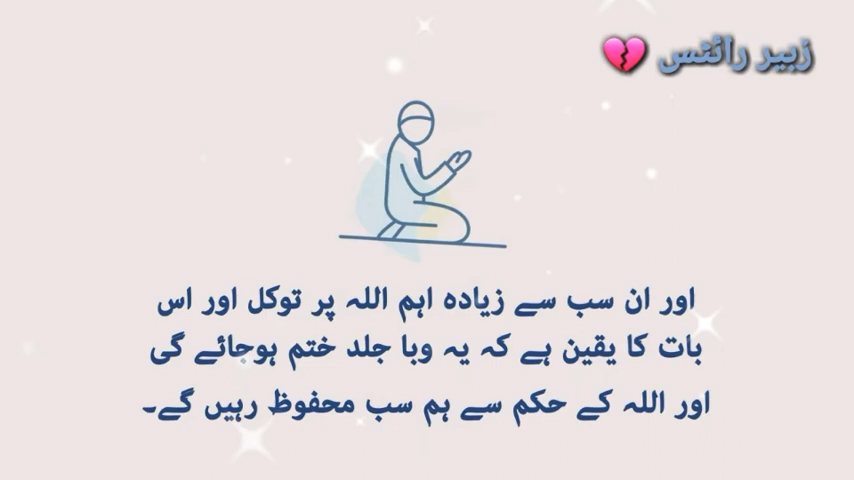 زبیر رائٹس 💔
اور ان سب سے زیادہ اہم اللہ پر توکل اور اس
بات کا یقین ہے کہ یہ وبا جلد ختم ہوجائے گی
اور اللہ کے حکم سے ہم سب محفوظ رہیں گے۔